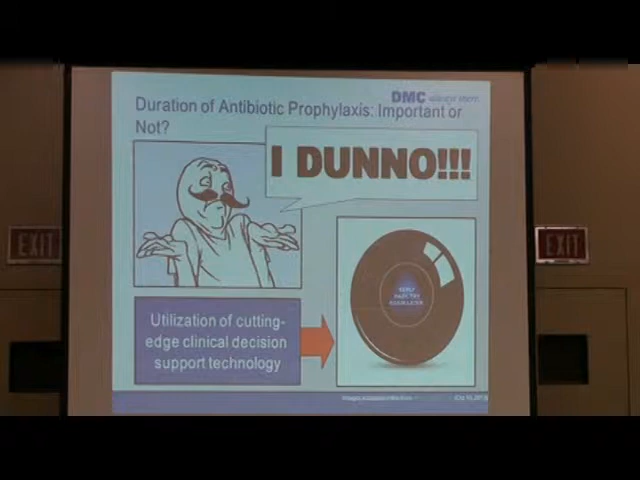 DMC
Duration of Antibiotic Prophylaxis: Important or
Not?
I DUNNO!!!
EXIT
EXIT
Utilization of cutting-
edge clinical decision
support technology